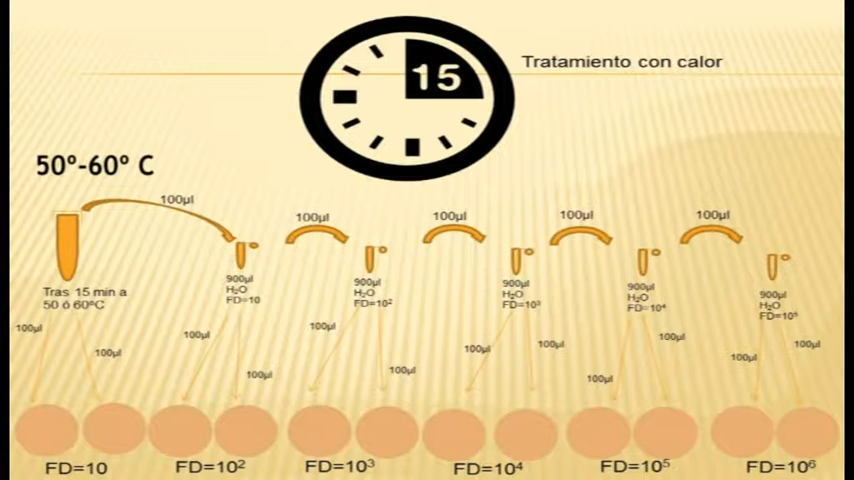 15
Tratamiento con calor
50º-60º C
100µl
100µl
100µl
100µl
100µl
Tras 15 min a
50 ó 60ºC
900µl
H₂O
FD=10
900µl
H₂O
FD=10²
900µl
H₂O
FD=10³
900µl
H₂O
FD=10⁴
900µl
H₂O
FD=10⁵
100µl
100µl
100µl
100µl
100µl
100µl
100µl
100µl
100µl
100µl
100µl
100µl
FD=10
FD=10²
FD=10³
FD=10⁴
FD=10⁵
FD=10⁶